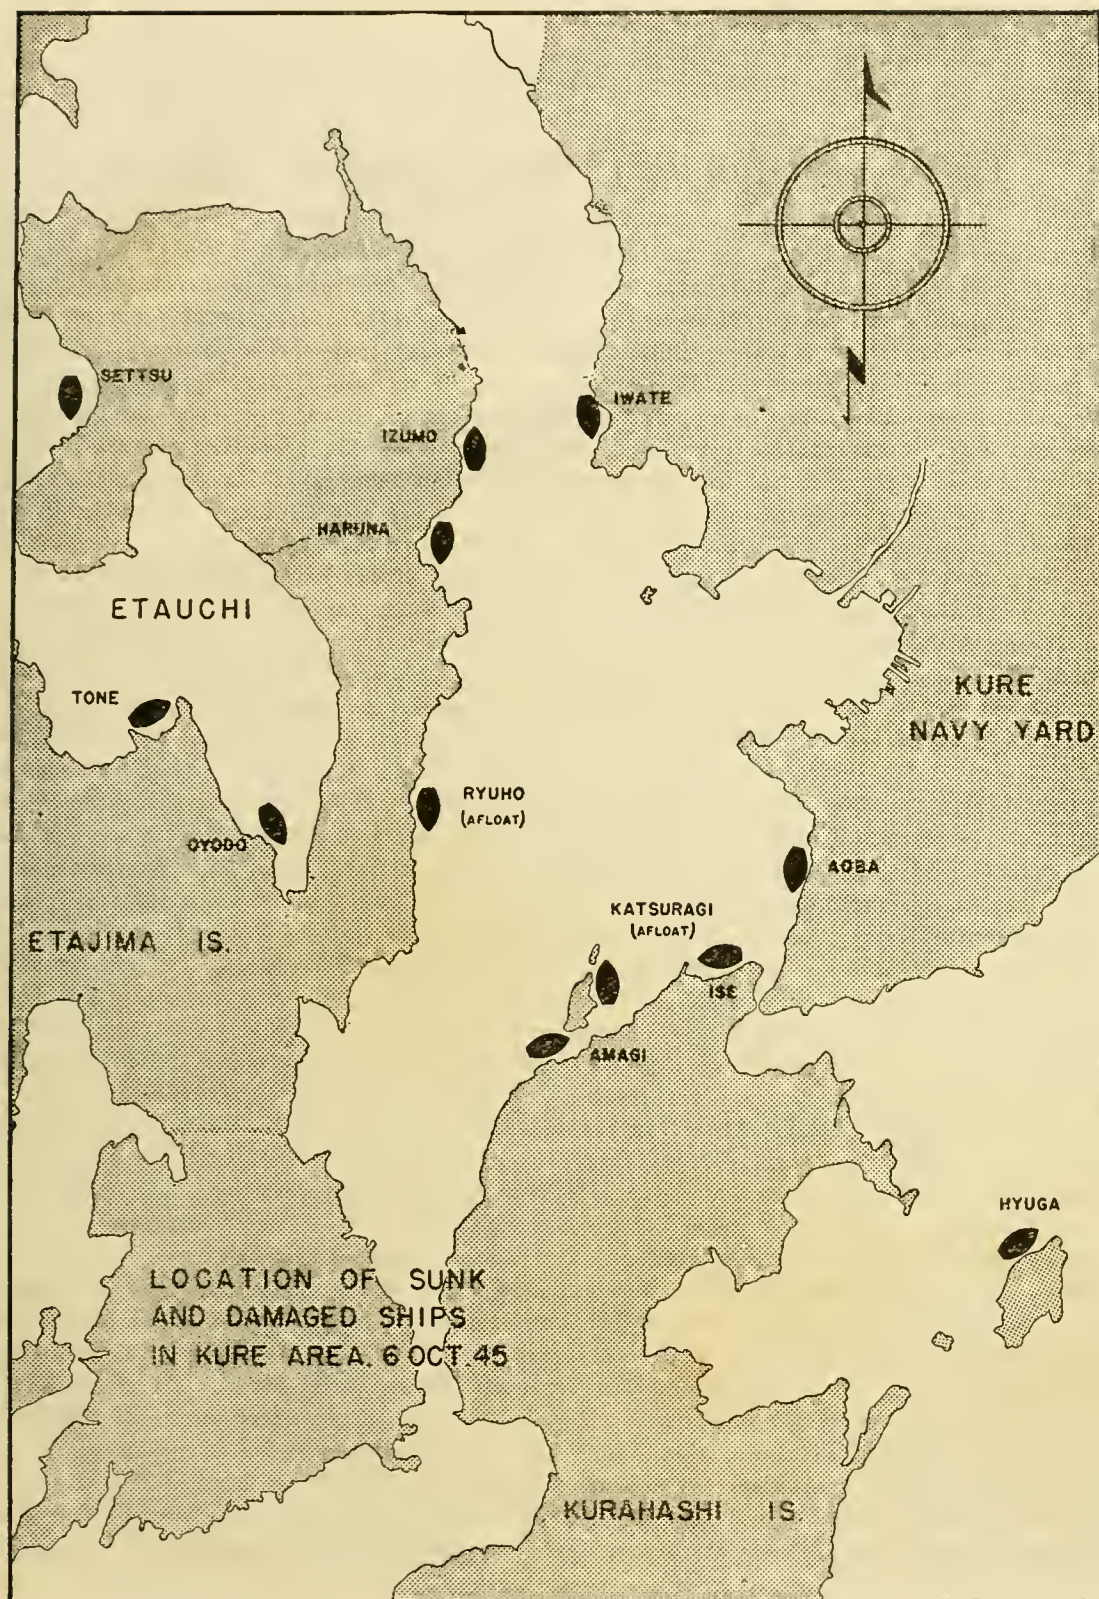 SETTSU
IWATE
IZUMO
HARUNA
ETAUCHI
TONE
KURE
NAVY YARD
RYUHO
(AFLOAT)
OYODO
AOBA
KATSURAGI
(AFLOAT)
ETAJIMA IS.
ISE
AMAGI
HYUGA
LOCATION OF SUNK
AND DAMAGED SHIPS
IN KURE AREA. 6 OCT. 45
KURAHASHI IS.